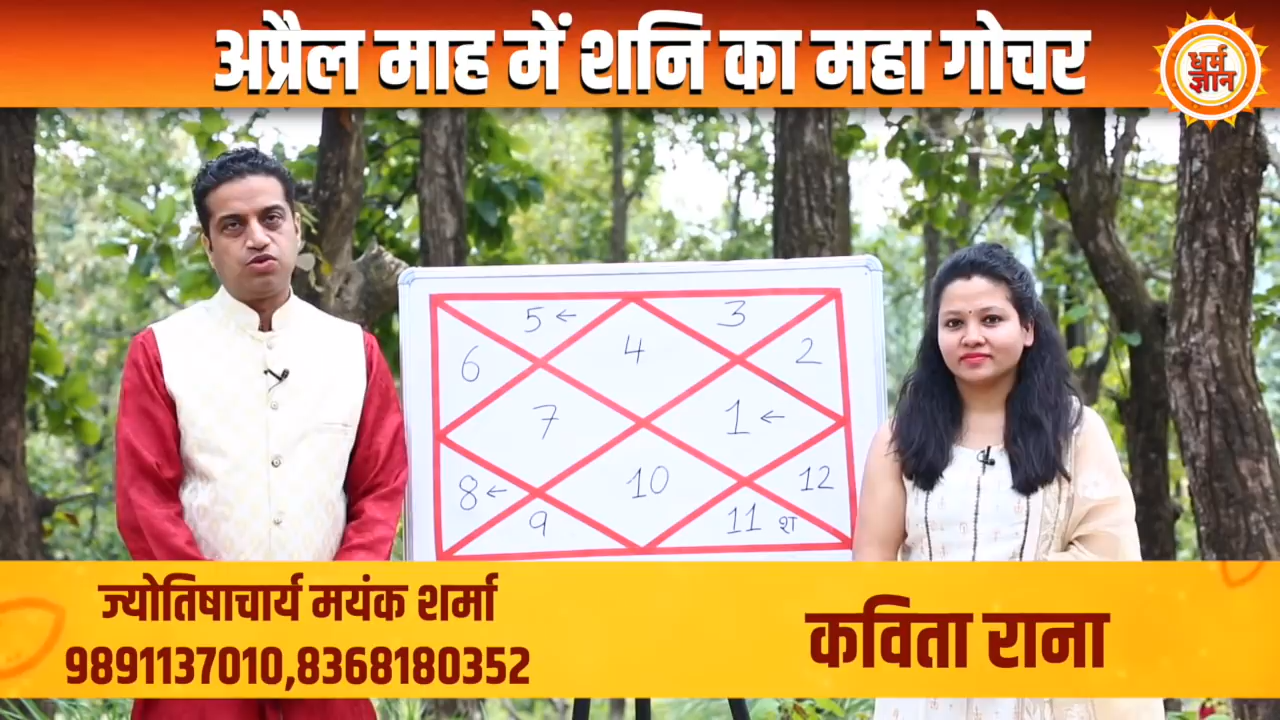 अप्रैल माह में शनि का महा गोचर
धर्म
ज्ञान
5 ← 3
6 4 2
7 1 ←
8 ← 10 12
9 11 श
ज्योतिषाचार्य मयंक शर्मा
9891137010,8368180352
कविता राना